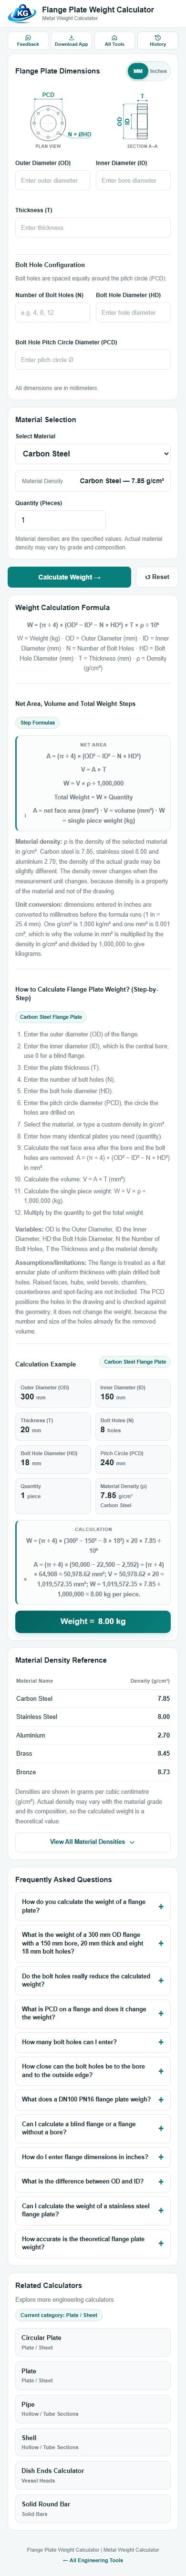 KG
Flange Plate Weight Calculator
Metal Weight Calculator
Feedback
Download App
All Tools
History
Flange Plate Dimensions
MM
Inches
PCD
N × ØHD
PLAN VIEW
T
OD
ID
SECTION A–A
Outer Diameter (OD)
Inner Diameter (ID)
Enter outer diameter
Enter bore diameter
Thickness (T)
Enter thickness
Bolt Hole Configuration
Bolt holes are spaced equally around the pitch circle (PCD).
Number of Bolt Holes (N)
Bolt Hole Diameter (HD)
e.g. 4, 8, 12
Enter hole diameter
Bolt Hole Pitch Circle Diameter (PCD)
Enter pitch circle Ø
All dimensions are in millimeters.
Material Selection
Select Material
Carbon Steel
Material Density
Carbon Steel — 7.85 g/cm³
Quantity (Pieces)
1
Material densities are the specified values. Actual material
density may vary by grade and composition.
Calculate Weight →
↺ Reset
Weight Calculation Formula
W = (π ÷ 4) × (OD² − ID² − N × HD²) × T × ρ ÷ 10⁶
W = Weight (kg) · OD = Outer Diameter (mm) · ID = Inner
Diameter (mm) · N = Number of Bolt Holes · HD = Bolt
Hole Diameter (mm) · T = Thickness (mm) · ρ = Density
(g/cm³)
Net Area, Volume and Total Weight Steps
Step Formulas
NET AREA
A = (π ÷ 4) × (OD² − ID² − N × HD²)
V = A × T
W = V × ρ ÷ 1,000,000
Total Weight = W × Quantity
A = net face area (mm²) · V = volume (mm³) · W
= single piece weight (kg)
Material density: ρ is the density of the selected material
in g/cm³. Carbon steel is 7.85, stainless steel 8.00 and
aluminium 2.70; the density of the actual grade may be
slightly different. The density never changes when the
measurement unit changes, because density is a property
of the material and not of the drawing.
Unit conversion: dimensions entered in inches are
converted to millimetres before the formula runs (1 in =
25.4 mm). One g/cm³ is 1,000 kg/m³ and one mm³ is 0.001
cm³, which is why the volume in mm³ is multiplied by the
density in g/cm³ and divided by 1,000,000 to give
kilograms.
How to Calculate Flange Plate Weight? (Step-by-
Step)
Carbon Steel Flange Plate
1. Enter the outer diameter (OD) of the flange.
2. Enter the inner diameter (ID), which is the central bore;
use 0 for a blind flange.
3. Enter the plate thickness (T).
4. Enter the number of bolt holes (N).
5. Enter the bolt hole diameter (HD).
6. Enter the pitch circle diameter (PCD), the circle the
holes are drilled on.
7. Select the material, or type a custom density in g/cm³.
8. Enter how many identical plates you need (quantity).
9. Calculate the net face area after the bore and the bolt
holes are removed: A = (π ÷ 4) × (OD² − ID² − N × HD²)
in mm².
10. Calculate the volume: V = A × T (mm³).
11. Calculate the single piece weight: W = V × ρ ÷
1,000,000 (kg).
12. Multiply by the quantity to get the total weight.
Variables: OD is the Outer Diameter, ID the Inner
Diameter, HD the Bolt Hole Diameter, N the Number of
Bolt Holes, T the Thickness and ρ the material density.
Assumptions/limitations: The flange is treated as a flat
annular plate of uniform thickness with plain drilled bolt
holes. Raised faces, hubs, weld bevels, chamfers,
counterbores and spot-facing are not included. The PCD
positions the holes in the drawing and is checked against
the geometry, it does not change the weight, because the
number and size of the holes already fix the removed
volume.
Calculation Example
Carbon Steel Flange Plate
Outer Diameter (OD)
300 mm
Inner Diameter (ID)
150 mm
Thickness (T)
20 mm
Bolt Holes (N)
8 holes
Bolt Hole Diameter (HD)
18 mm
Pitch Circle (PCD)
240 mm
Quantity
1 piece
Material Density (ρ)
7.85 g/cm³
Carbon Steel
CALCULATION
W = (π ÷ 4) × (300² − 150² − 8 × 18²) × 20 × 7.85 ÷
10⁶
A = (π ÷ 4) × (90,000 − 22,500 − 2,592) = (π ÷ 4)
× 64,908 = 50,978.62 mm²; V = 50,978.62 × 20 =
1,019,572.35 mm³; W = 1,019,572.35 × 7.85 ÷
1,000,000 = 8.00 kg per piece.
Weight = 8.00 kg
Material Density Reference
Material Name
Density (g/cm³)
Carbon Steel
7.85
Stainless Steel
8.00
Aluminium
2.70
Brass
8.45
Bronze
8.73
Densities are shown in grams per cubic centimetre
(g/cm³). Actual density may vary with the material grade
and its composition, so the calculated weight is a
theoretical value.
View All Material Densities
Frequently Asked Questions
How do you calculate the weight of a flange
plate?
What is the weight of a 300 mm OD flange
with a 150 mm bore, 20 mm thick and eight
18 mm bolt holes?
Do the bolt holes really reduce the calculated
weight?
What is PCD on a flange and does it change
the weight?
How many bolt holes can I enter?
How close can the bolt holes be to the bore
and to the outside edge?
What does a DN100 PN16 flange plate weigh?
Can I calculate a blind flange or a flange
without a bore?
How do I enter flange dimensions in inches?
What is the difference between OD and ID?
Can I calculate the weight of a stainless steel
flange plate?
How accurate is the theoretical flange plate
weight?
Related Calculators
Explore more engineering calculators.
Current category: Plate / Sheet
Circular Plate
Plate / Sheet
Plate
Plate / Sheet
Pipe
Hollow / Tube Sections
Shell
Hollow / Tube Sections
Dish Ends Calculator
Vessel Heads
Solid Round Bar
Solid Bars
Flange Plate Weight Calculator | Metal Weight Calculator
← All Engineering Tools